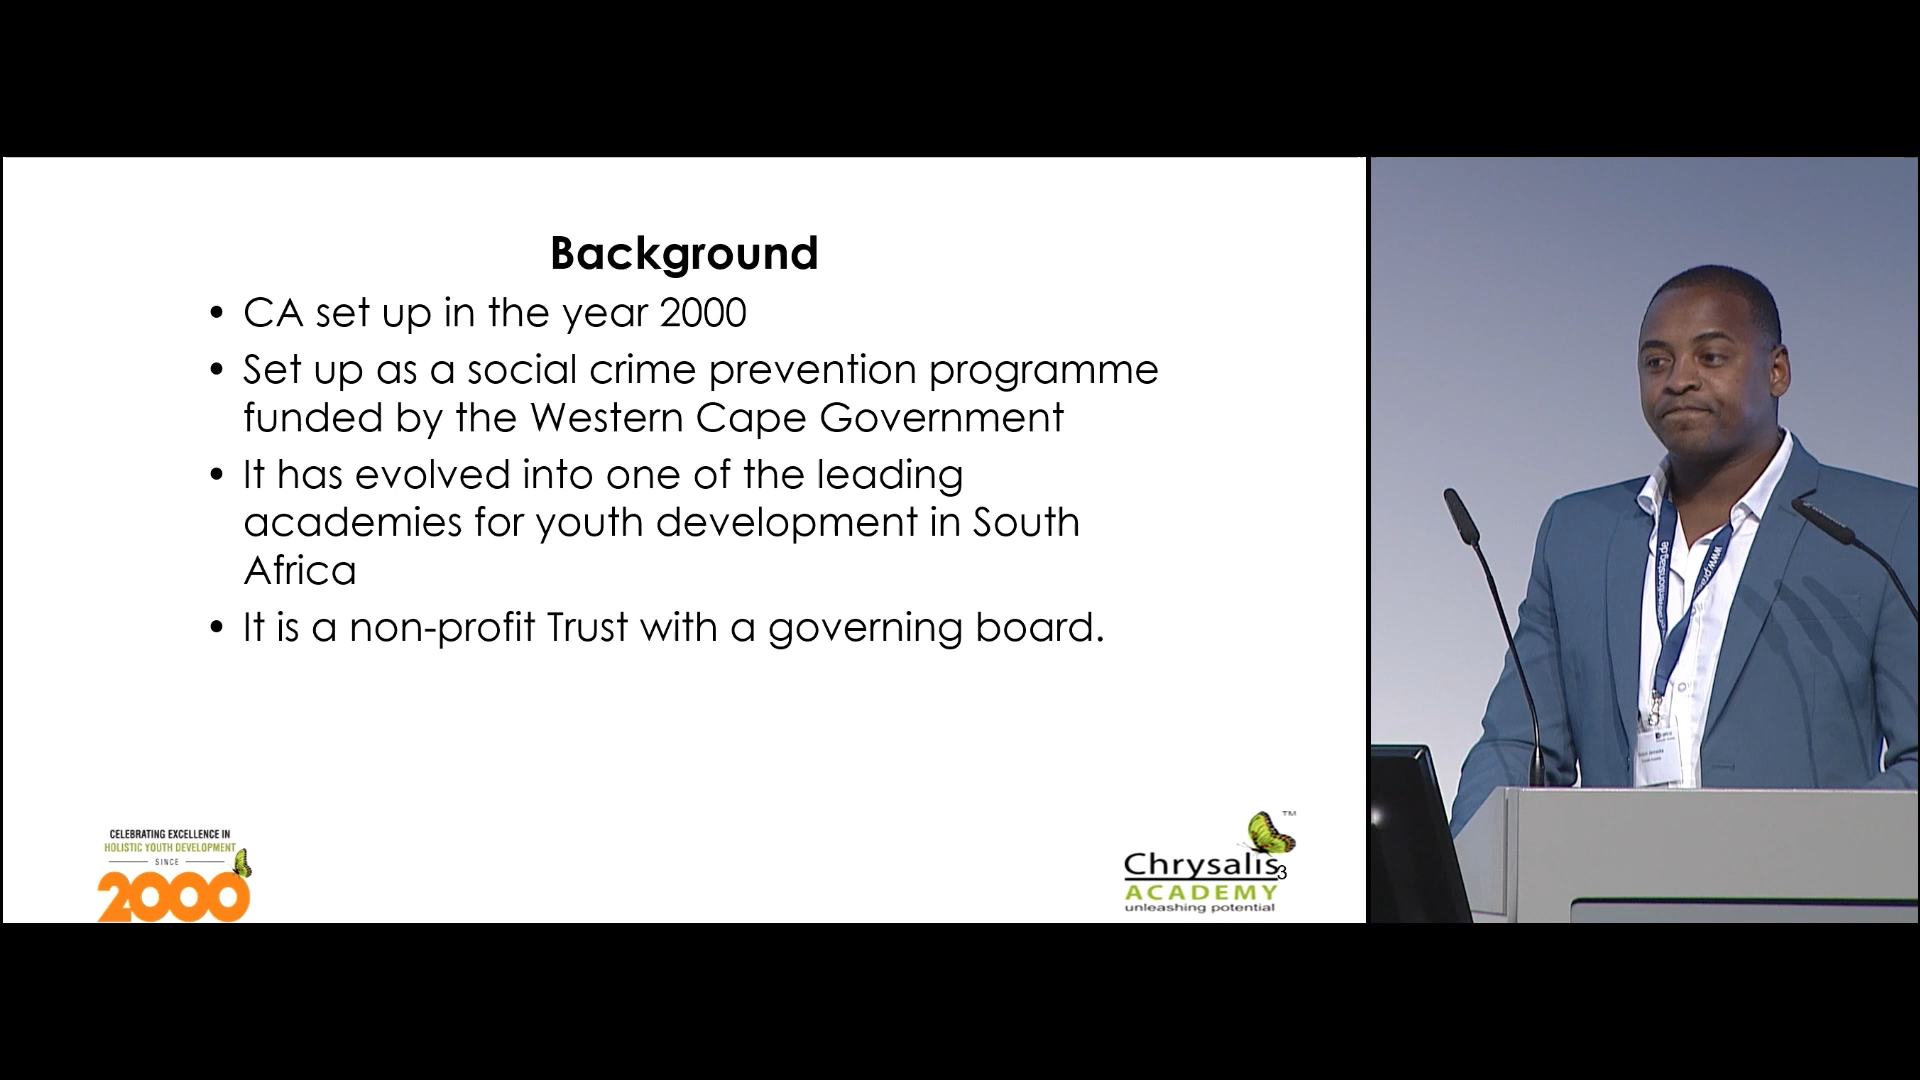 Background
• CA set up in the year 2000
• Set up as a social crime prevention programme
funded by the Western Cape Government
• It has evolved into one of the leading
academies for youth development in South
Africa
• It is a non-profit Trust with a governing board.
CELEBRATING EXCELLENCE IN
HOLISTIC YOUTH DEVELOPMENT
SINCE
2000
TM
Chrysalis
3
ACADEMY
unleashing potential